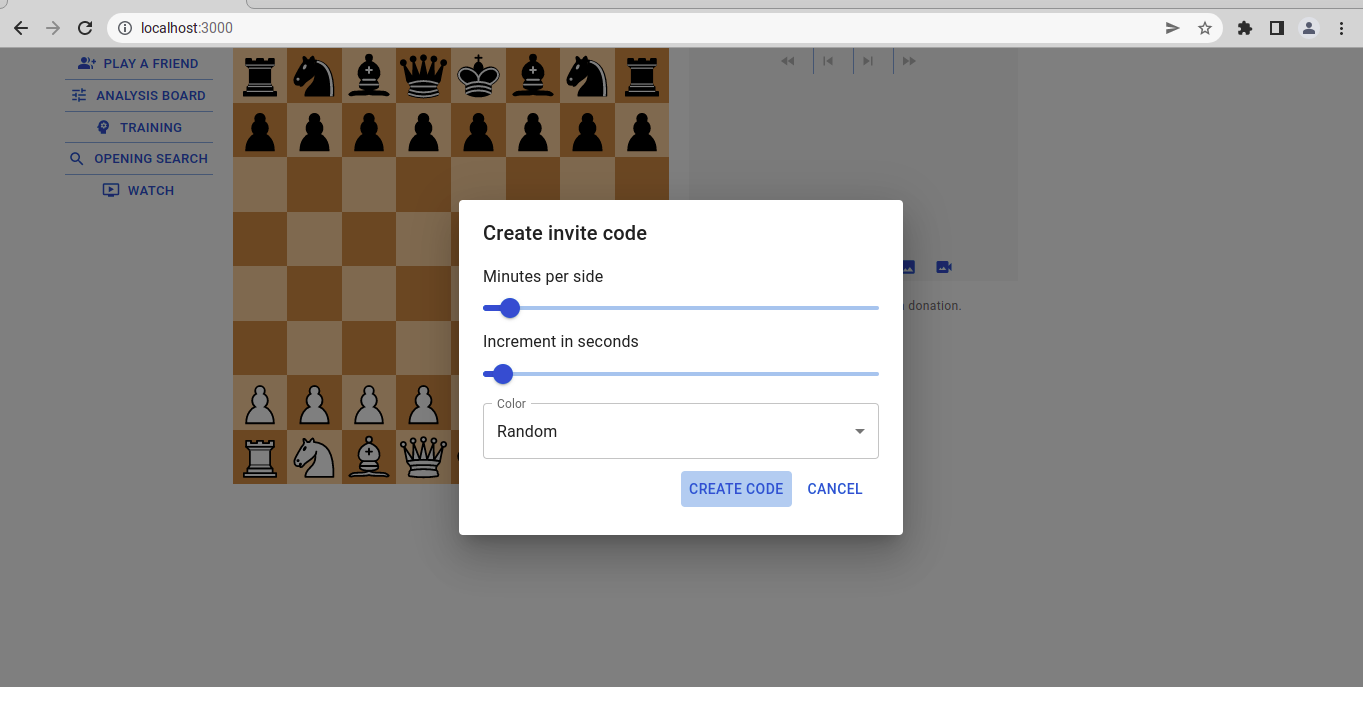 localhost:3000
PLAY A FRIEND
ANALYSIS BOARD
TRAINING
OPENING SEARCH
WATCH
Create invite code
Minutes per side
Increment in seconds
Color
Random
CREATE CODE
CANCEL
donation.